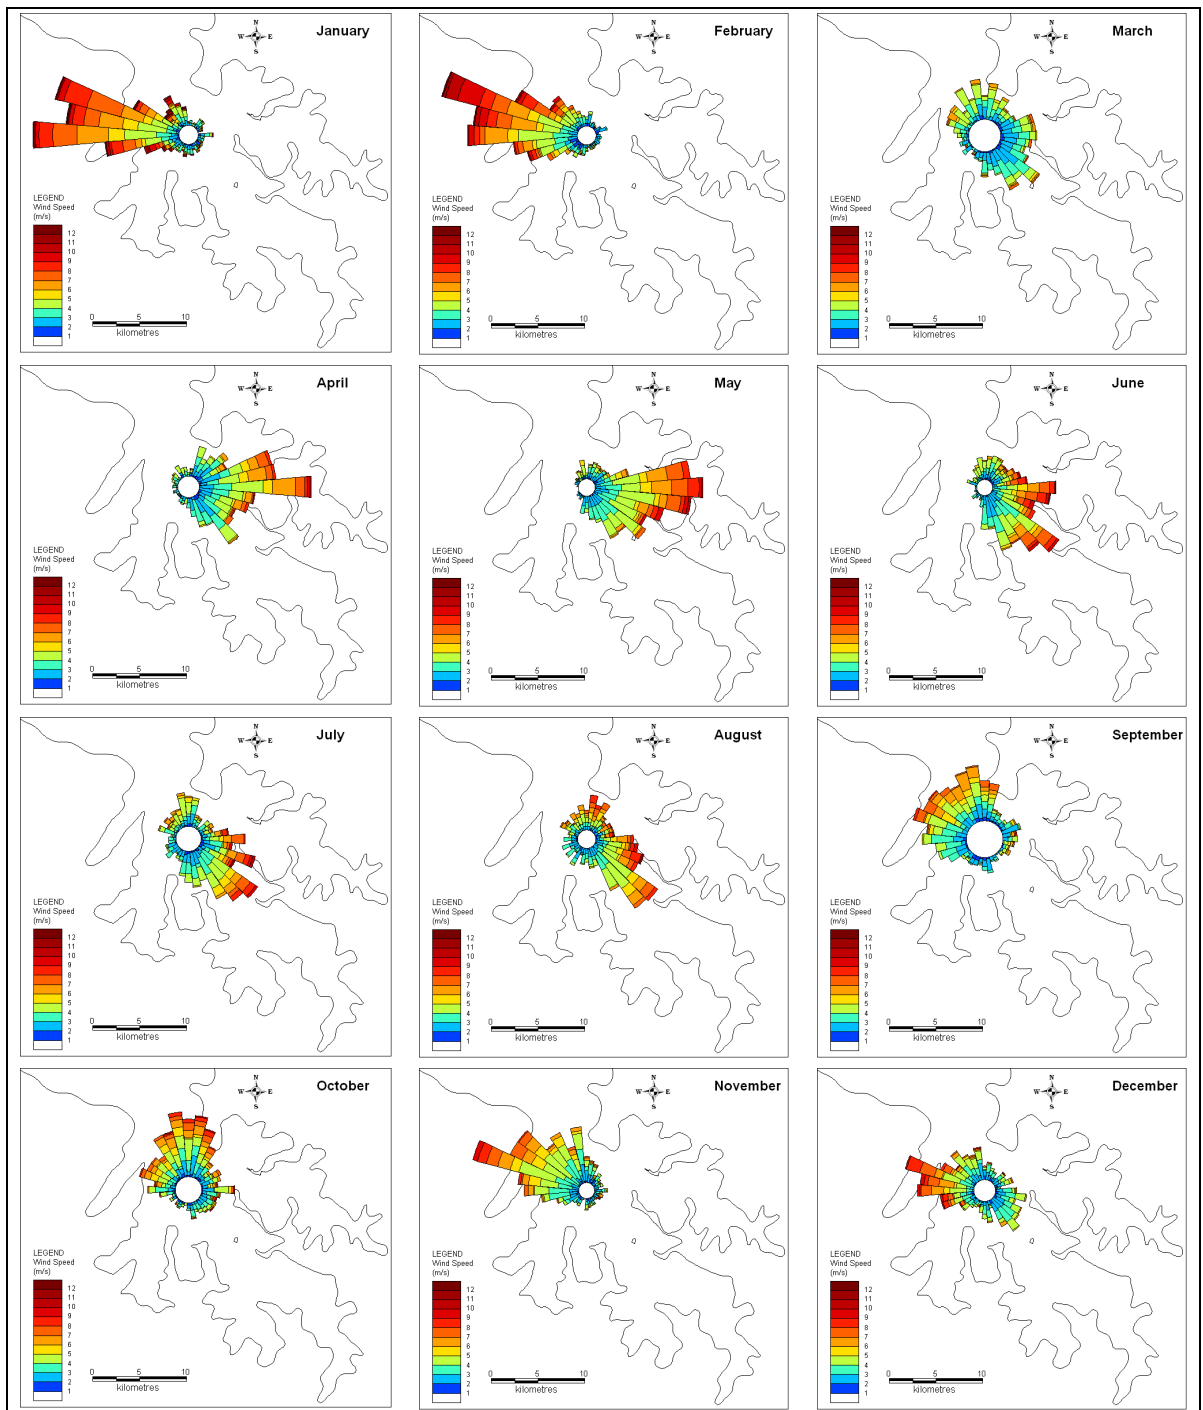 N
January
W E
S
LEGEND
Wind Speed
(m/s)
12
11
10
9
8
7
6
5
4
3
2
1
0 5 10
kilometres
N
February
W E
S
LEGEND
Wind Speed
(m/s)
12
11
10
9
8
7
6
5
4
3
2
1
0 5 10
kilometres
N
March
W E
S
LEGEND
Wind Speed
(m/s)
12
11
10
9
8
7
6
5
4
3
2
1
0 5 10
kilometres
N
April
W E
S
LEGEND
Wind Speed
(m/s)
12
11
10
9
8
7
6
5
4
3
2
1
0 5 10
kilometres
N
May
W E
S
LEGEND
Wind Speed
(m/s)
12
11
10
9
8
7
6
5
4
3
2
1
0 5 10
kilometres
N
June
W E
S
LEGEND
Wind Speed
(m/s)
12
11
10
9
8
7
6
5
4
3
2
1
0 5 10
kilometres
N
July
W E
S
LEGEND
Wind Speed
(m/s)
12
11
10
9
8
7
6
5
4
3
2
1
0 5 10
kilometres
N
August
W E
S
LEGEND
Wind Speed
(m/s)
12
11
10
9
8
7
6
5
4
3
2
1
0 5 10
kilometres
N
September
W E
S
LEGEND
Wind Speed
(m/s)
12
11
10
9
8
7
6
5
4
3
2
1
0 5 10
kilometres
N
October
W E
S
LEGEND
Wind Speed
(m/s)
12
11
10
9
8
7
6
5
4
3
2
1
0 5 10
kilometres
N
November
W E
S
LEGEND
Wind Speed
(m/s)
12
11
10
9
8
7
6
5
4
3
2
1
0 5 10
kilometres
N
December
W E
S
LEGEND
Wind Speed
(m/s)
12
11
10
9
8
7
6
5
4
3
2
1
0 5 10
kilometres